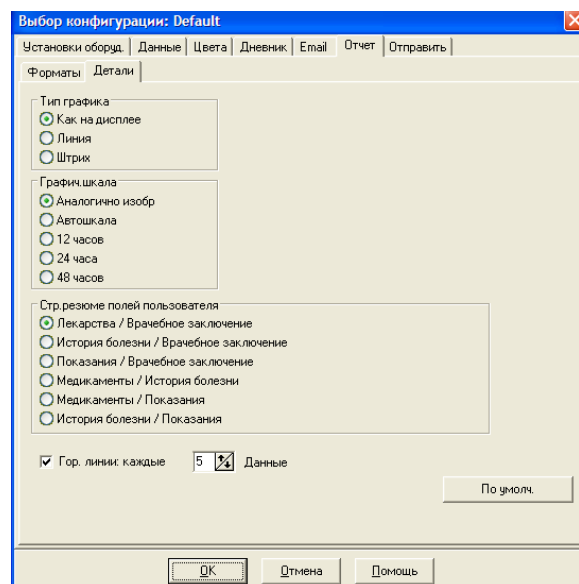 Выбор конфигурации: Default
Установки оборуд. Данные Цвета Дневник Email Отчет Отправить
Форматы Детали
Тип графика
Как на дисплее
Линия
Штрих
Графич.шкала
Аналогично изобр
Автошкала
12 часов
24 часа
48 часов
Стр.резюме полей пользователя
Лекарства / Врачебное заключение
История болезни / Врачебное заключение
Показания / Врачебное заключение
Медикаменты / История болезни
Медикаменты / Показания
История болезни / Показания
Гор. линии: каждые 5 Данные
По умолч.
OK Отмена Помощь